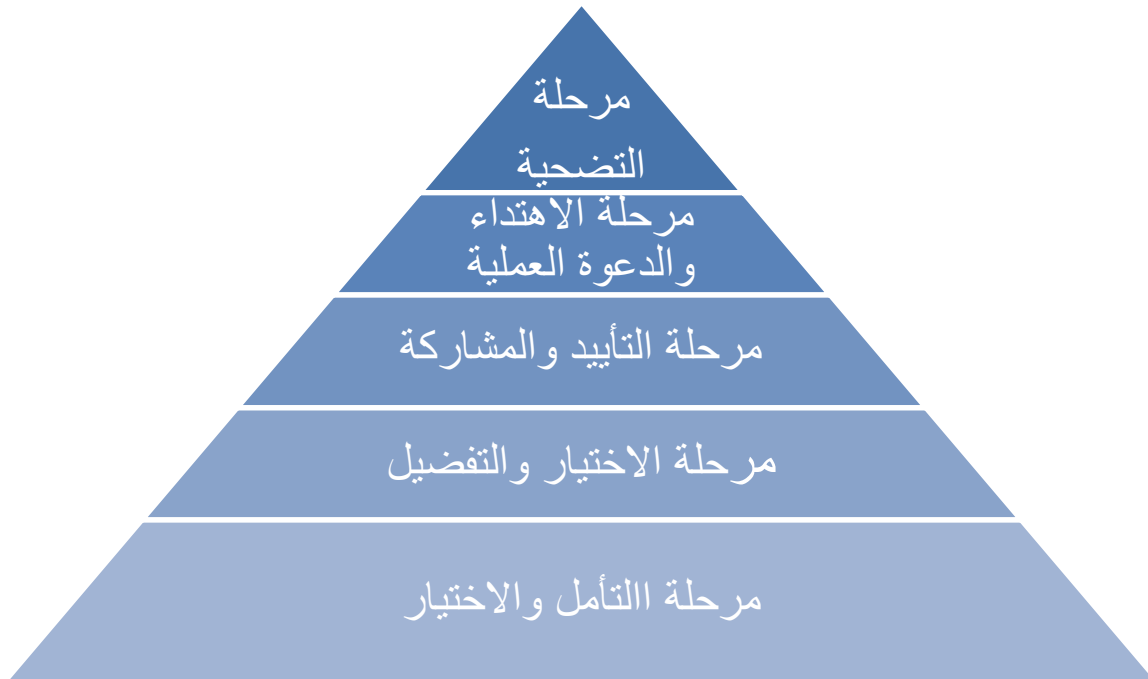 مرحلة
التضحية
مرحلة الاهتداء
والدعوة العملية
مرحلة التأييد والمشاركة
مرحلة الاختيار والتفضيل
مرحلة االتأمل والاختيار